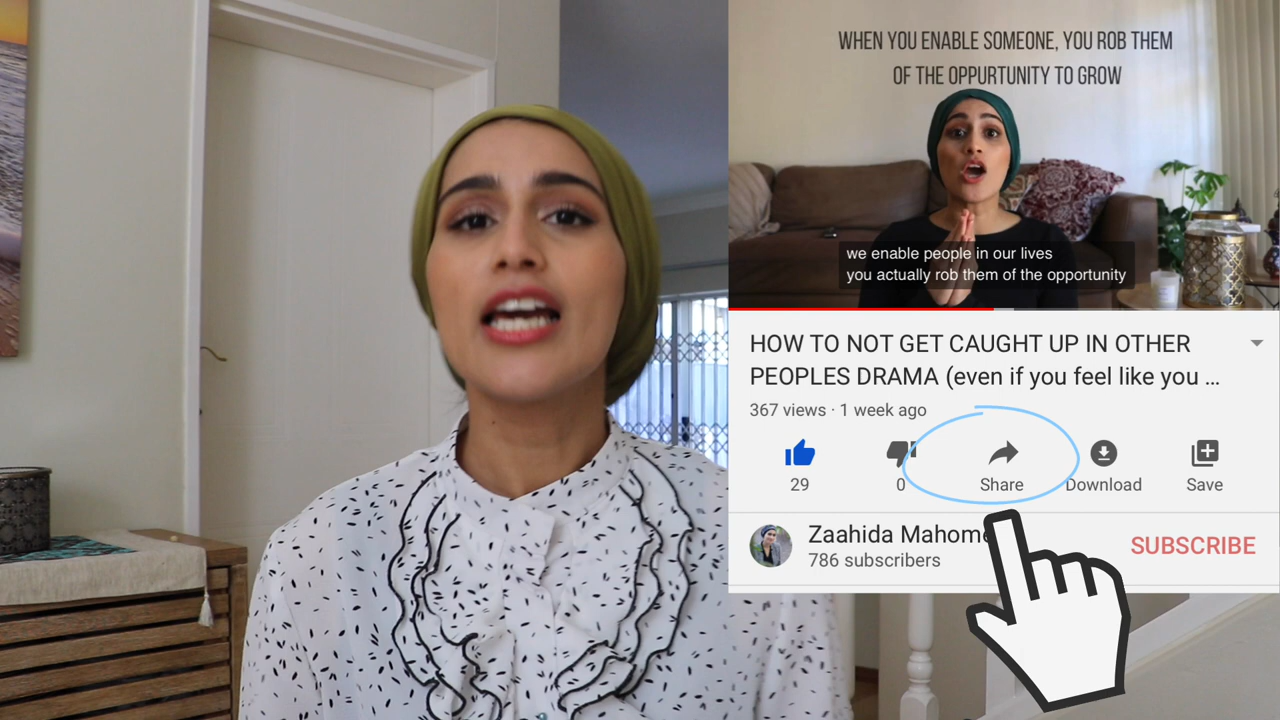 WHEN YOU ENABLE SOMEONE, YOU ROB THEM
OF THE OPPURTUNITY TO GROW
we enable people in our lives
you actually rob them of the opportunity
HOW TO NOT GET CAUGHT UP IN OTHER
PEOPLES DRAMA (even if you feel like you ...
367 views · 1 week ago
29
0
Share
Download
Save
Zaahida Mahome
786 subscribers
SUBSCRIBE